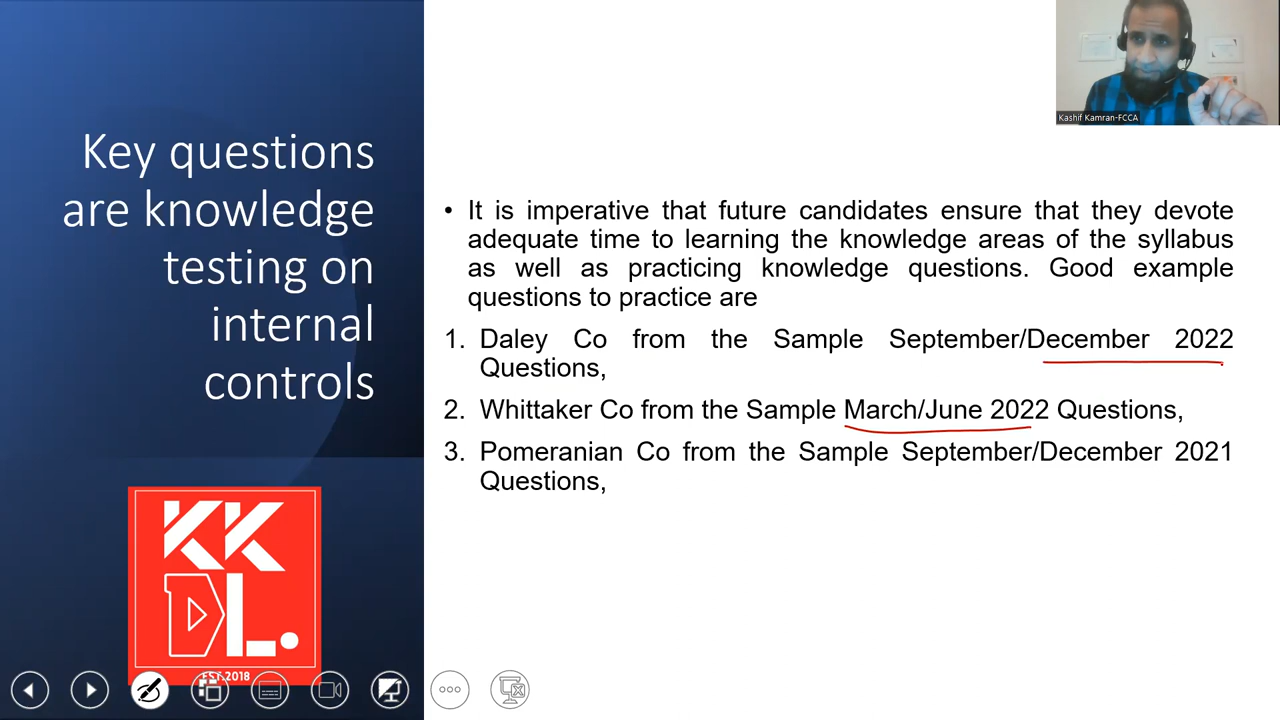 Key questions
are knowledge
testing on
internal
controls
• It is imperative that future candidates ensure that they devote
adequate time to learning the knowledge areas of the syllabus
as well as practicing knowledge questions. Good example
questions to practice are
1. Daley Co from the Sample September/December 2022
Questions,
2. Whittaker Co from the Sample March/June 2022 Questions,
3. Pomeranian Co from the Sample September/December 2021
Questions,
Kashif Kamran-FCCA
KK
DL.
EST.2018